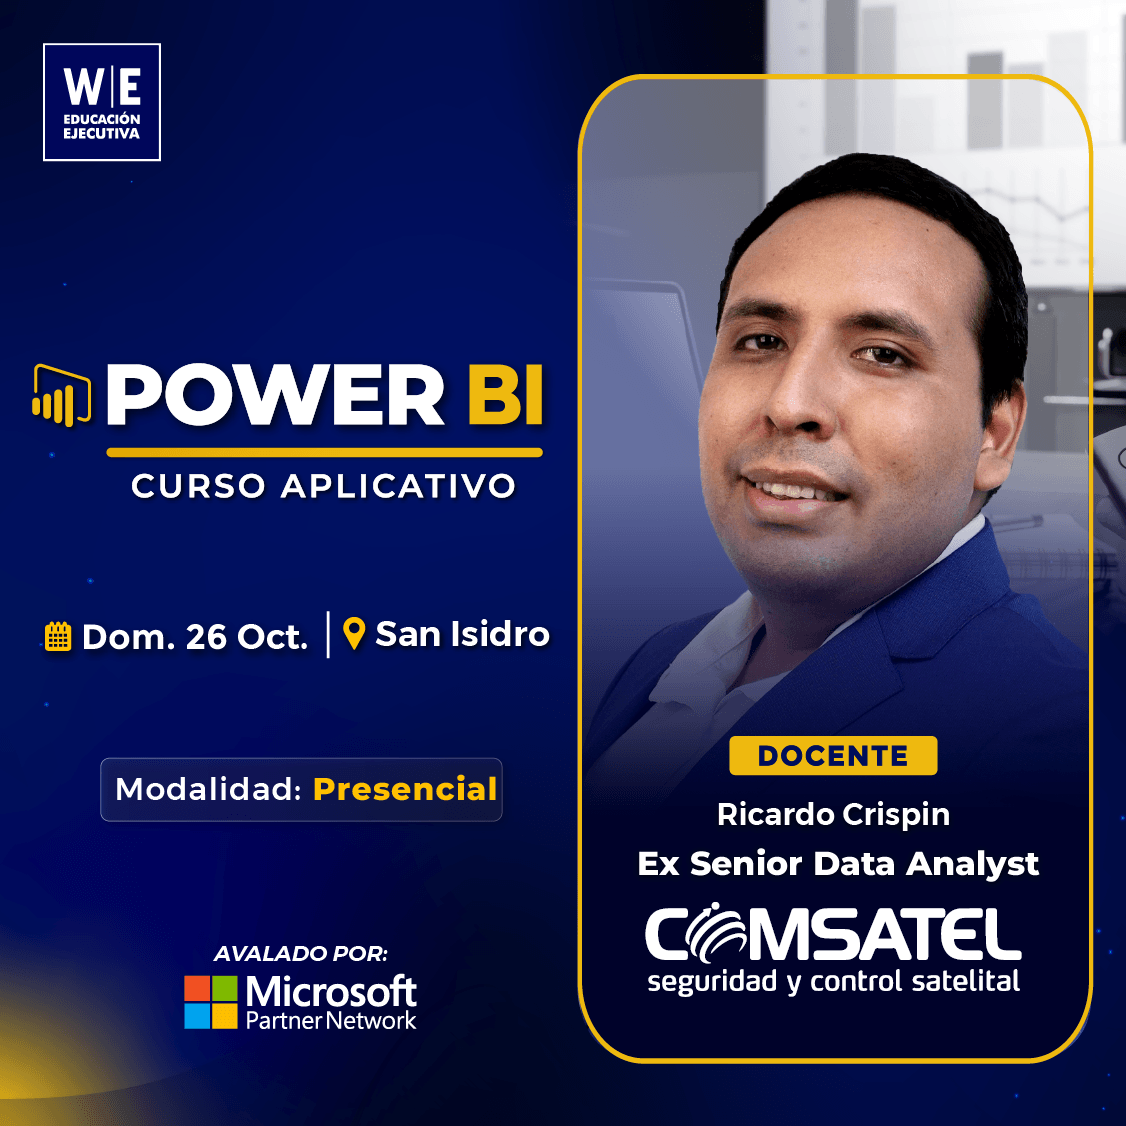 W|E
EDUCACIÓN
EJECUTIVA
POWER BI
CURSO APLICATIVO
Dom. 26 Oct.
San Isidro
Modalidad: Presencial
AVALADO POR:
Microsoft
Partner Network
DOCENTE
Ricardo Crispin
Ex Senior Data Analyst
COMSATEL
seguridad y control satelital